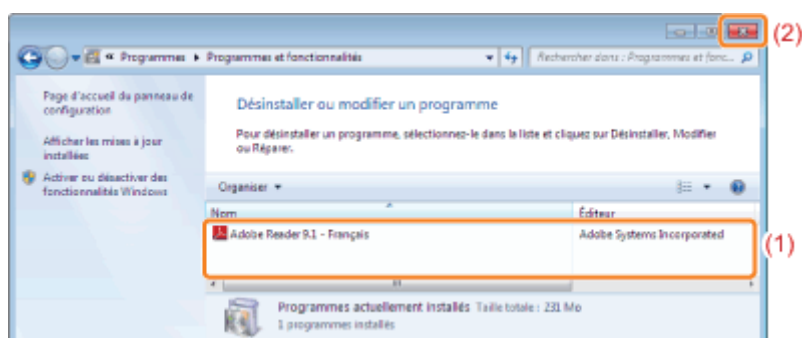 (2)
« Programmes ▸ Programmes et fonctionnalités
Rechercher dans : Programmes et fonc...
Page d'accueil du panneau de
configuration
Afficher les mises à jour
installées
Activer ou désactiver des
fonctionnalités Windows
Désinstaller ou modifier un programme
Pour désinstaller un programme, sélectionnez-le dans la liste et cliquez sur Désinstaller, Modifier
ou Réparer.
Organiser
Nom Éditeur
Adobe Reader 9.1 - Français Adobe Systems Incorporated
(1)
Programmes actuellement installés Taille totale : 231 Mo
1 programmes installés